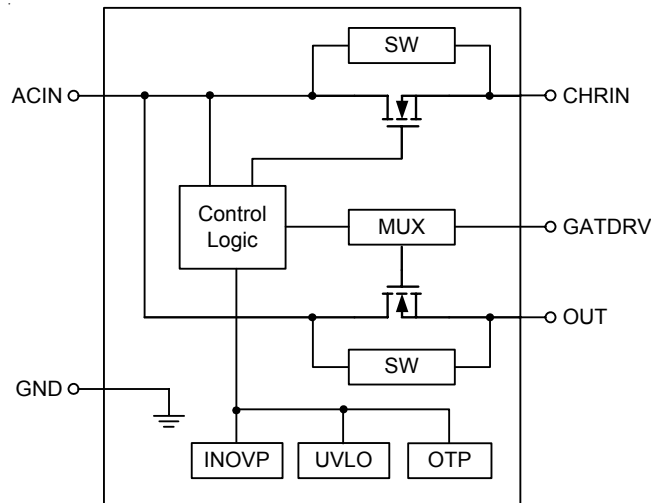 SW
ACIN
CHRIN
Control
Logic
MUX
GATDRV
OUT
SW
GND
INOVP
UVLO
OTP